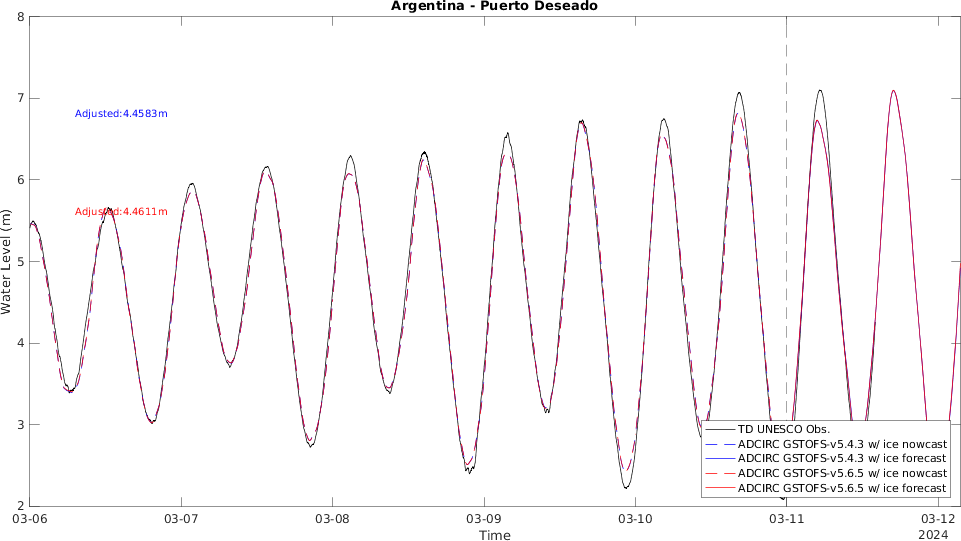 Argentina - Puerto Deseado
8
7
6
5
4
3
2
Water Level (m)
Adjusted:4.4583m
Adjusted:4.4611m
TD UNESCO Obs.
ADCIRC GSTOFS-v5.4.3 w/ ice nowcast
ADCIRC GSTOFS-v5.4.3 w/ ice forecast
ADCIRC GSTOFS-v5.6.5 w/ ice nowcast
ADCIRC GSTOFS-v5.6.5 w/ ice forecast
03-06 03-07 03-08 03-09 03-10 03-11 03-12
Time
2024